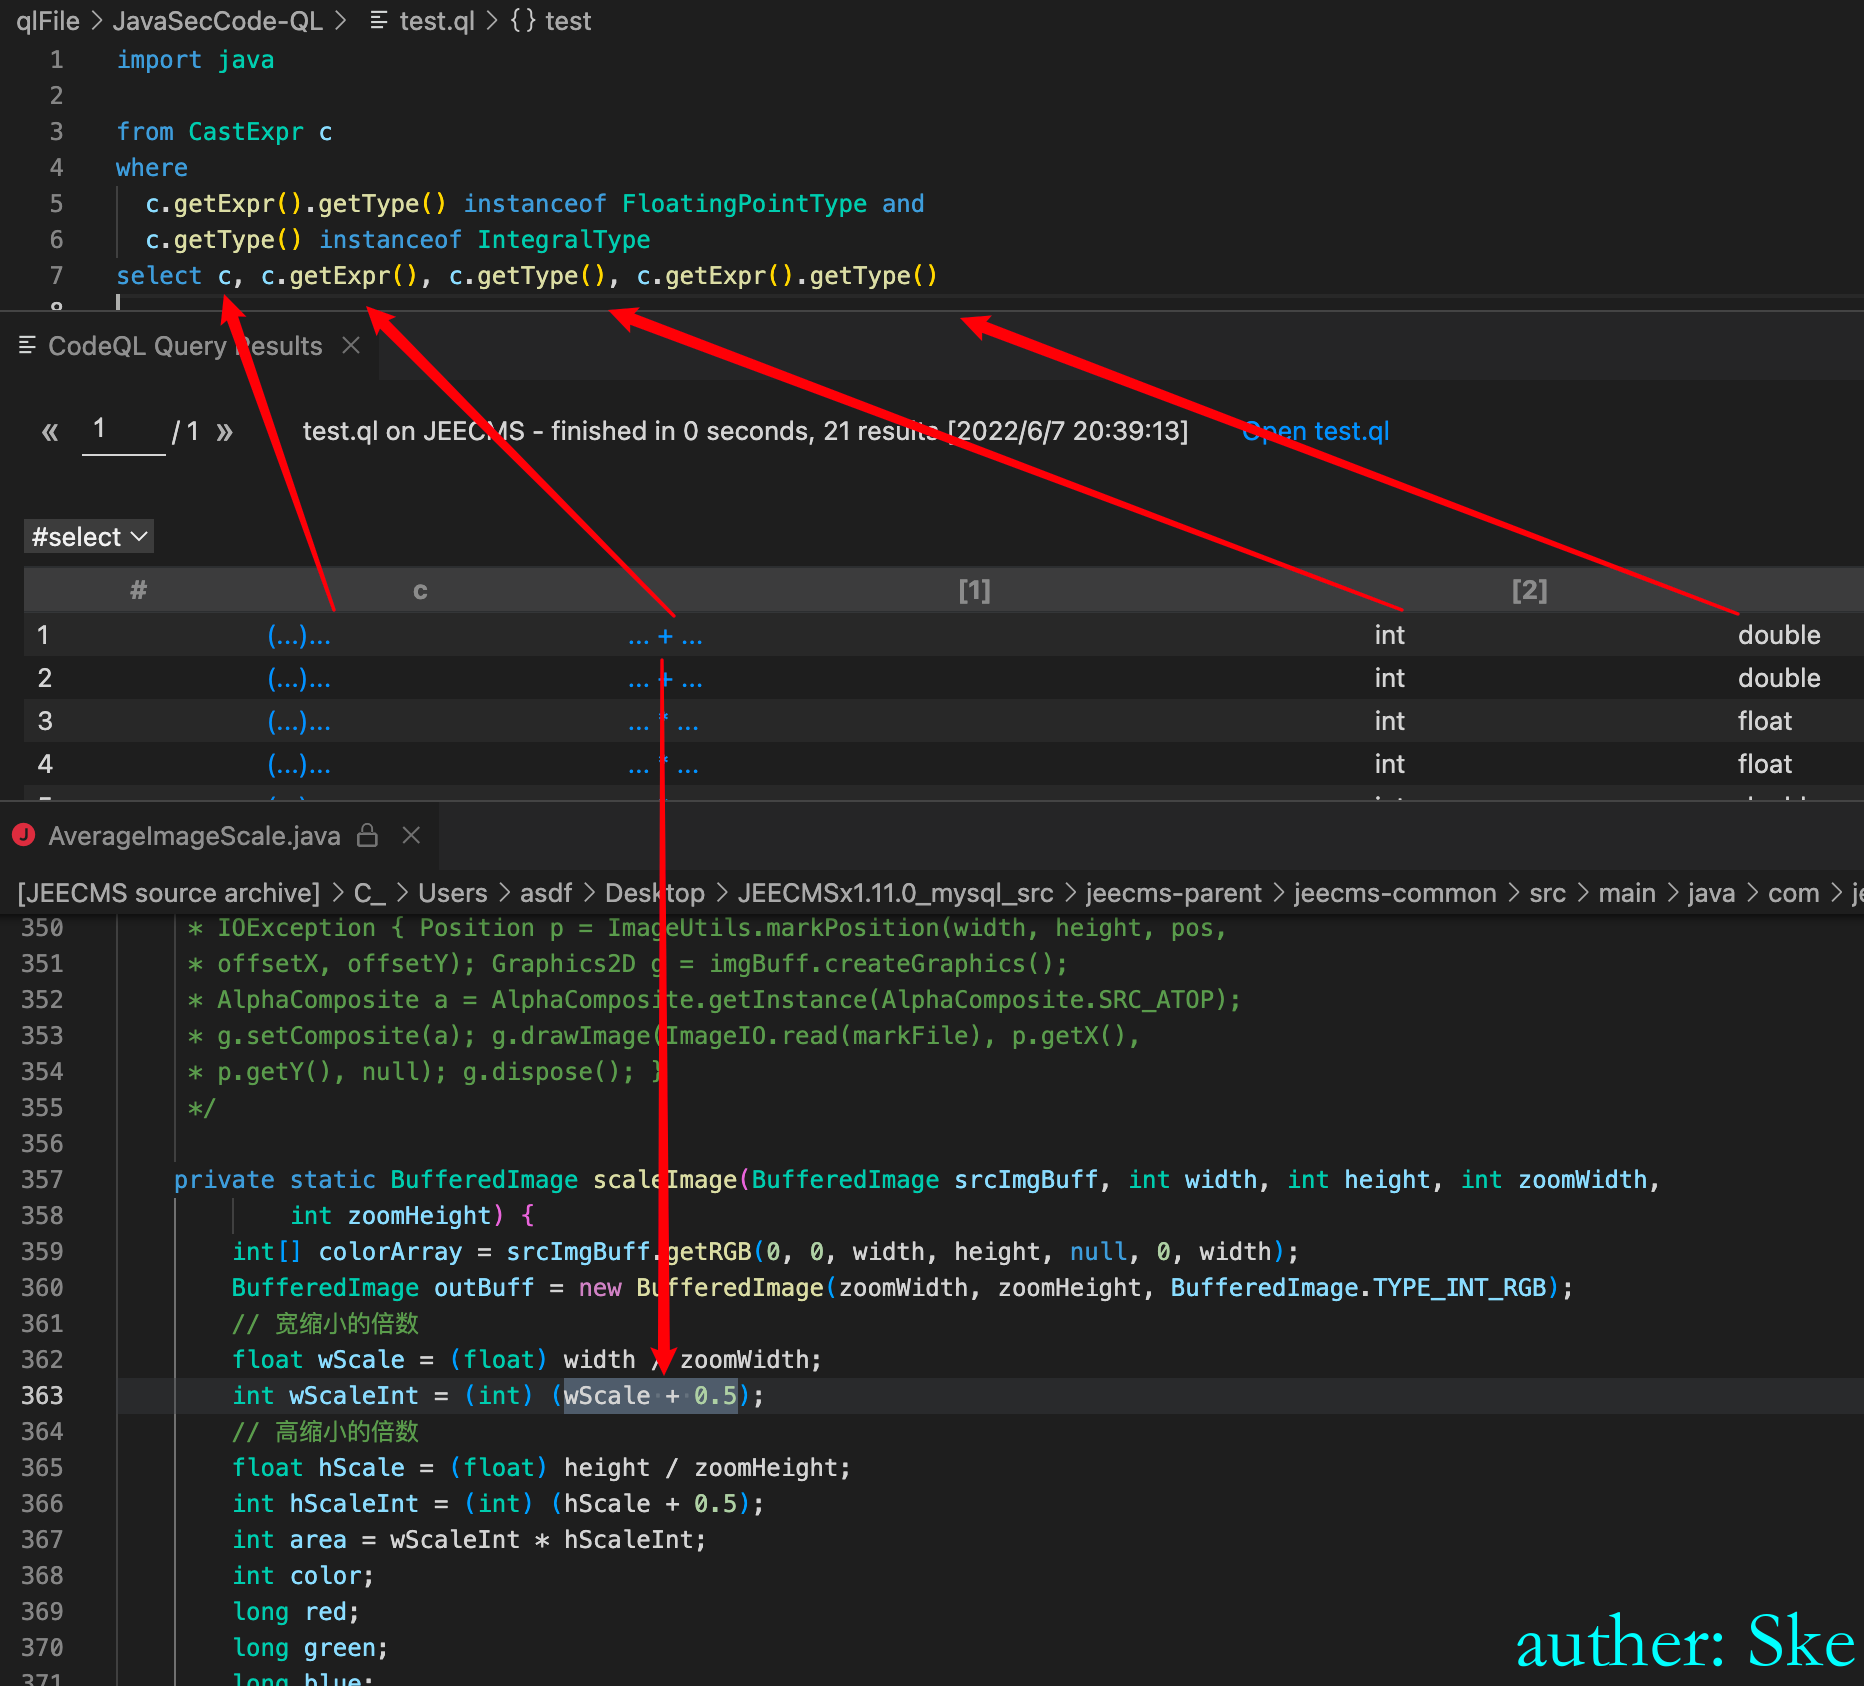 qlFile > JavaSecCode-QL > test.ql > {} test
1 import java
2
3 from CastExpr c
4 where
5 c.getExpr().getType() instanceof FloatingPointType and
6 c.getType() instanceof IntegralType
7 select c, c.getExpr(), c.getType(), c.getExpr().getType()
8
CodeQL Query Results
« 1 / 1 » test.ql on JEECMS - finished in 0 seconds, 21 results [2022/6/7 20:39:13] Open test.ql
#select
# c [1] [2]
1 (...)... ... + ... int double
2 (...)... ... + ... int double
3 (...)... ... * ... int float
4 (...)... ... * ... int float
AverageImageScale.java
[JEECMS source archive] > C_ > Users > asdf > Desktop > JEECMSx1.11.0_mysql_src > jeecms-parent > jeecms-common > src > main > java > com > je
350 * IOException { Position p = ImageUtils.markPosition(width, height, pos,
351 * offsetX, offsetY); Graphics2D g = imgBuff.createGraphics();
352 * AlphaComposite a = AlphaComposite.getInstance(AlphaComposite.SRC_ATOP);
353 * g.setComposite(a); g.drawImage(ImageIO.read(markFile), p.getX(),
354 * p.getY(), null); g.dispose(); }
355 */
356
357 private static BufferedImage scaleImage(BufferedImage srcImgBuff, int width, int height, int zoomWidth,
358 int zoomHeight) {
359 int[] colorArray = srcImgBuff.getRGB(0, 0, width, height, null, 0, width);
360 BufferedImage outBuff = new BufferedImage(zoomWidth, zoomHeight, BufferedImage.TYPE_INT_RGB);
361 // 宽缩小的倍数
362 float wScale = (float) width / zoomWidth;
363 int wScaleInt = (int) (wScale + 0.5);
364 // 高缩小的倍数
365 float hScale = (float) height / zoomHeight;
366 int hScaleInt = (int) (hScale + 0.5);
367 int area = wScaleInt * hScaleInt;
368 int color;
369 long red;
370 long green;
371 long blue;
auther: Ske